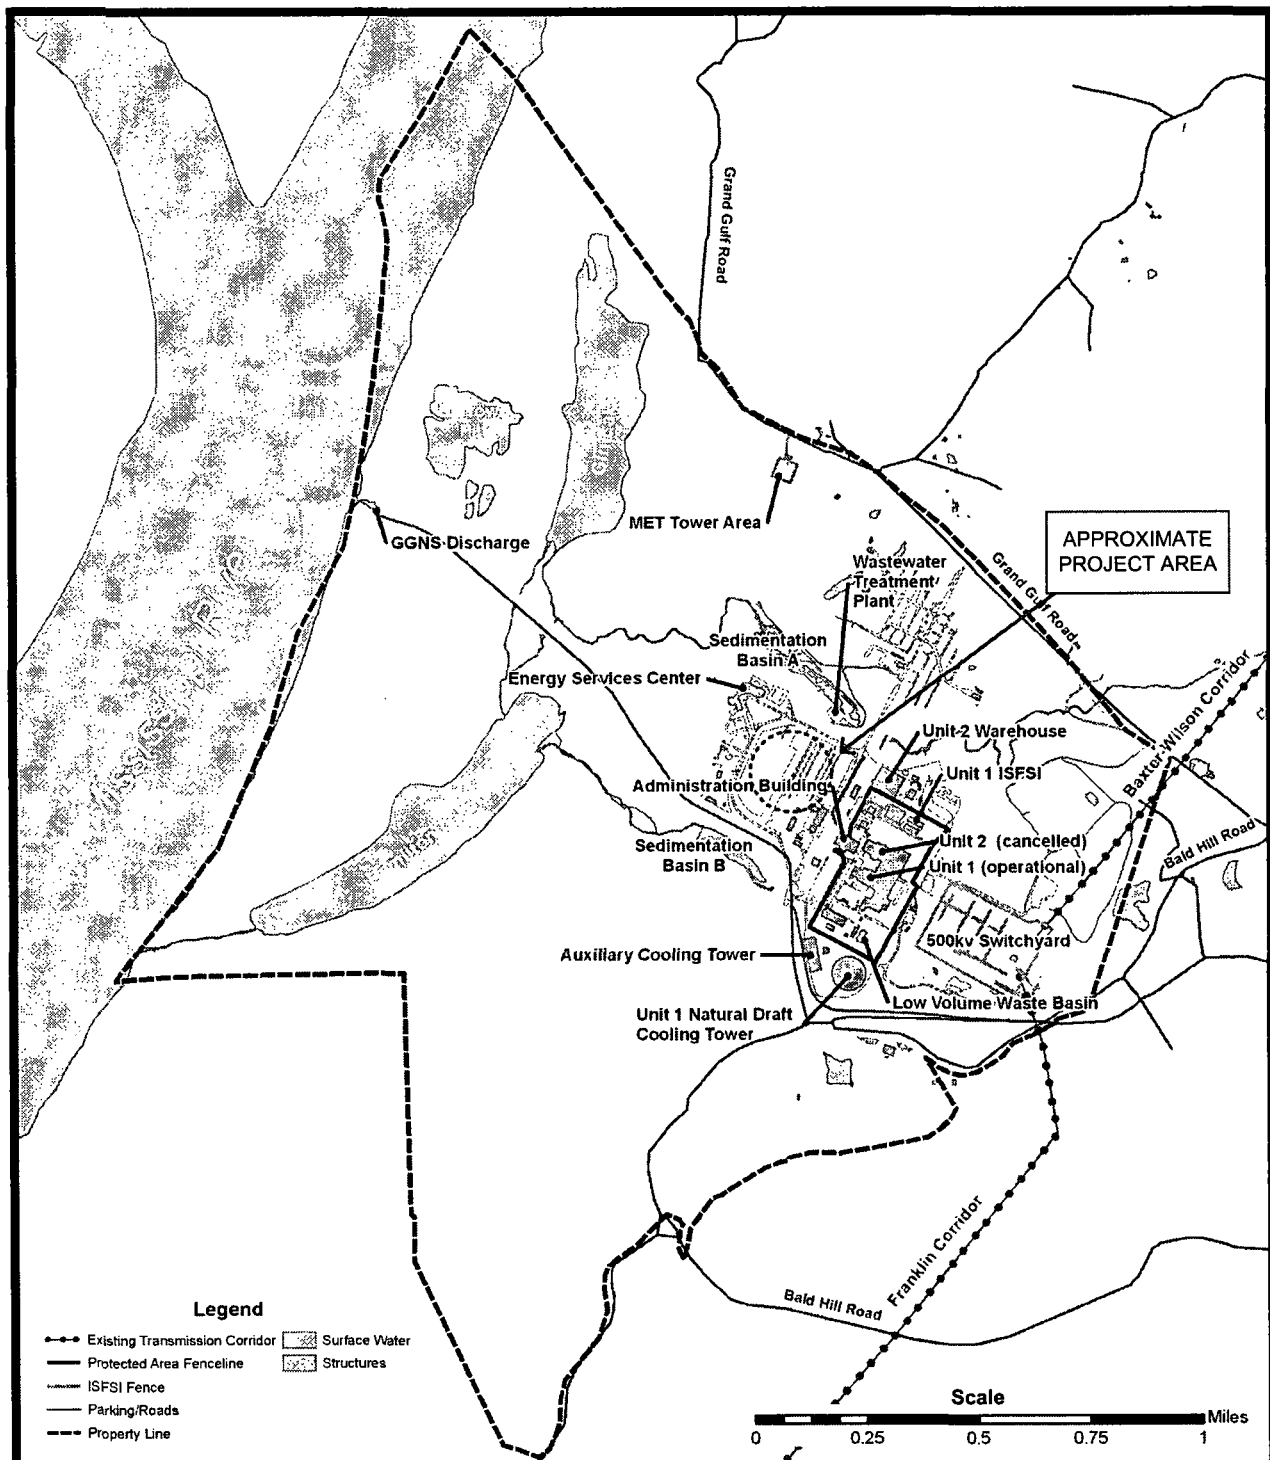 Grand Gulf Road
MET Tower Area
GGNS Discharge
APPROXIMATE
PROJECT AREA
Wastewater
Treatment
Plant
Grand Gulf Road
Sedimentation
Basin A
Energy Services Center
Baxter-Wilson Corridor
Unit 2 Warehouse
Unit 1 ISFSI
Administration Building
Sedimentation
Basin B
Unit 2 (cancelled)
Unit 1 (operational)
Bald Hill Road
500kv Switchyard
Auxillary Cooling Tower
Low Volume Waste Basin
Unit 1 Natural Draft
Cooling Tower
Franklin Corridor
Bald Hill Road
Legend
Existing Transmission Corridor
Surface Water
Protected Area Fenceline
Structures
ISFSI Fence
Parking/Roads
Property Line
Scale
Miles
0 0.25 0.5 0.75 1